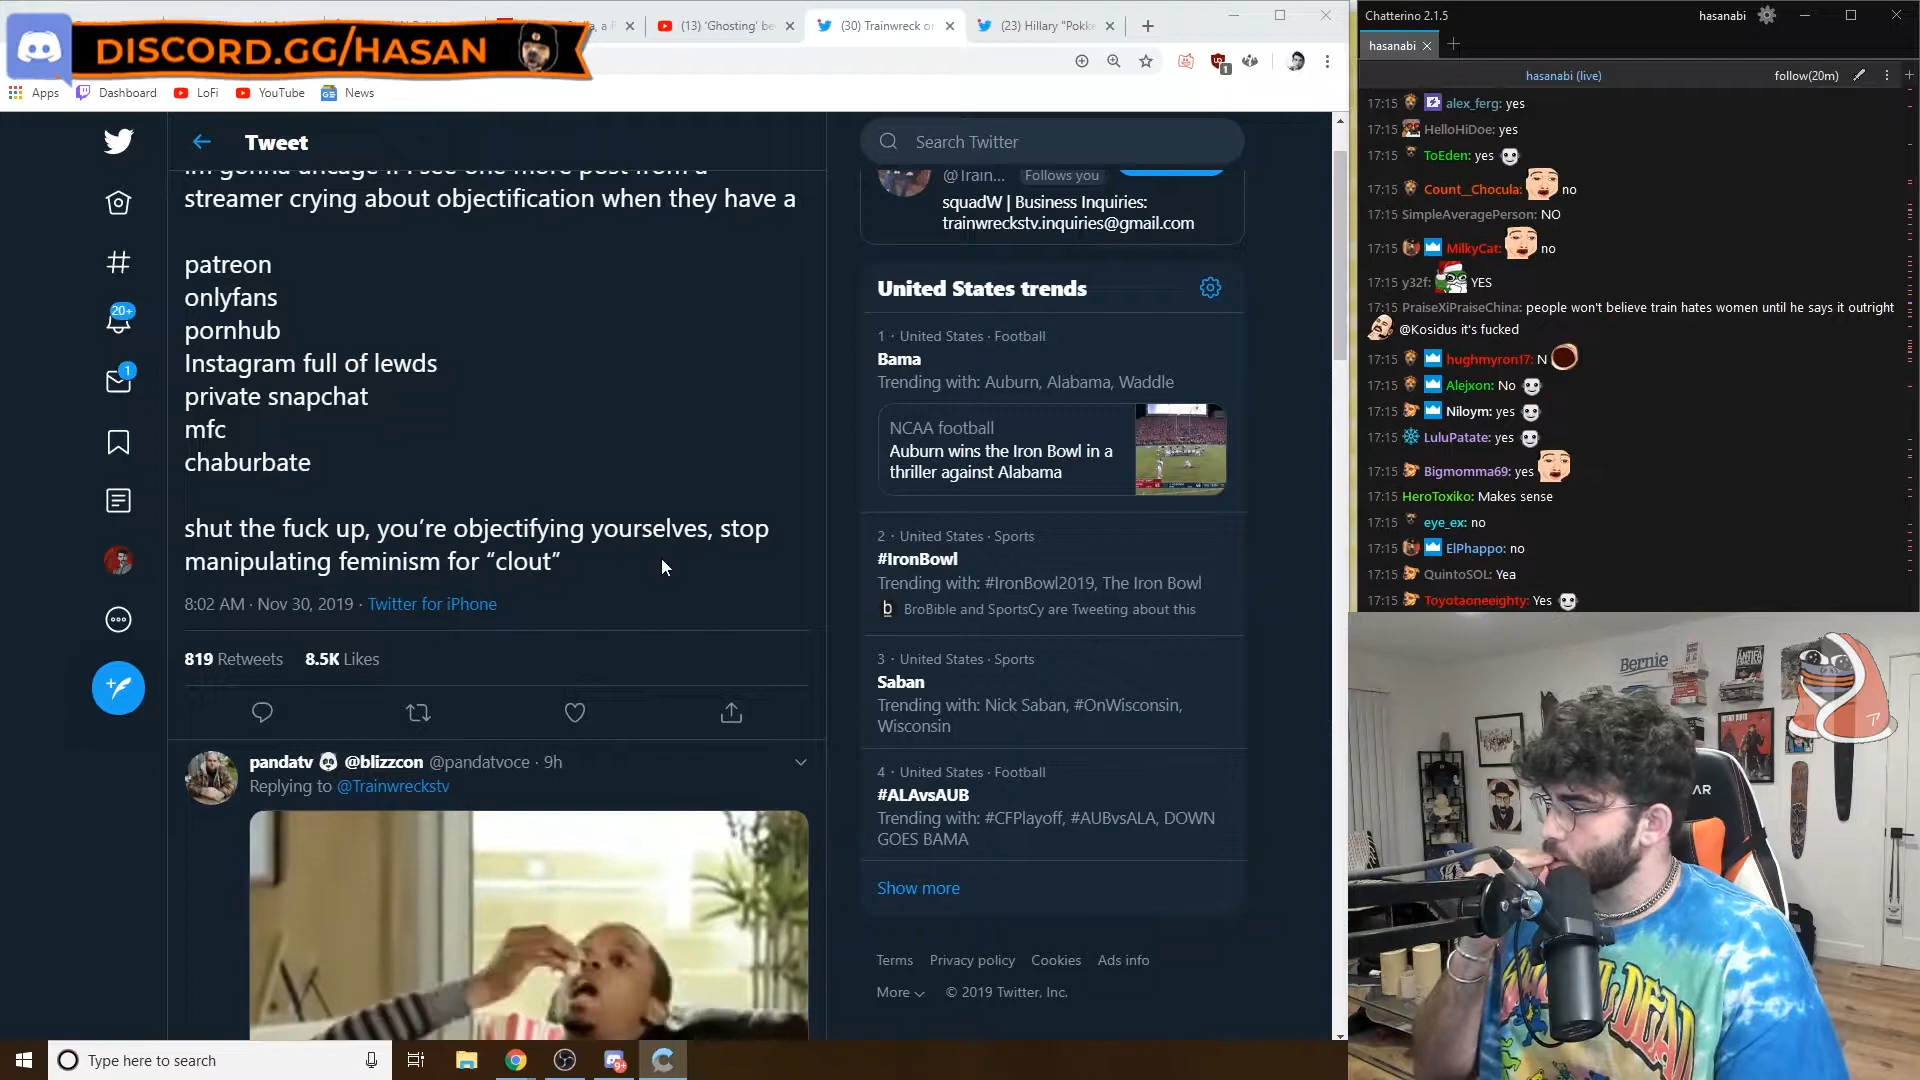 DISCORD.GG/HASAN
(13) ‘Ghosting’ be
(30) Trainwreck or
(23) Hillary "Pokke
Apps
Dashboard
LoFi
YouTube
News
1
Tweet
streamer crying about objectification when they have a
patreon
onlyfans
pornhub
Instagram full of lewds
private snapchat
mfc
chaburbate
shut the fuck up, you’re objectifying yourselves, stop
manipulating feminism for “clout”
8:02 AM · Nov 30, 2019 · Twitter for iPhone
819 Retweets 8.5K Likes
20+
1
pandatv @blizzcon @pandatvoce · 9h
Replying to @Trainwreckstv
Search Twitter
@Train... Follows you
squadW | Business Inquiries:
trainwreckstv.inquiries@gmail.com
United States trends
1 · United States · Football
Bama
Trending with: Auburn, Alabama, Waddle
NCAA football
Auburn wins the Iron Bowl in a
thriller against Alabama
2 · United States · Sports
#IronBowl
Trending with: #IronBowl2019, The Iron Bowl
b BroBible and SportsCy are Tweeting about this
3 · United States · Sports
Saban
Trending with: Nick Saban, #OnWisconsin,
Wisconsin
4 · United States · Football
#ALAvsAUB
Trending with: #CFPlayoff, #AUBvsALA, DOWN
GOES BAMA
Show more
Terms Privacy policy Cookies Ads info
More © 2019 Twitter, Inc.
Type here to search
9+
Chatterino 2.1.5
hasanabi
hasanabi
hasanabi (live)
follow(20m)
17:15 alex_ferg: yes
17:15 HelloHiDoe: yes
17:15 ToEden: yes
17:15 Count__Chocula: no
17:15 SimpleAveragePerson: NO
17:15 MilkyCat: no
17:15 y32f: YES
17:15 PraiseXiPraiseChina: people won't believe train hates women until he says it outright
@Kosidus it's fucked
17:15 hughmyron17: N
17:15 Alejxon: No
17:15 Niloym: yes
17:15 LuluPatate: yes
17:15 Bigmomma69: yes
17:15 HeroToxiko: Makes sense
17:15 eye_ex: no
17:15 ElPhappo: no
17:15 QuintoSOL: Yea
17:15 Toyotaoneeighty: Yes
Bernie
ANTIFA
AR